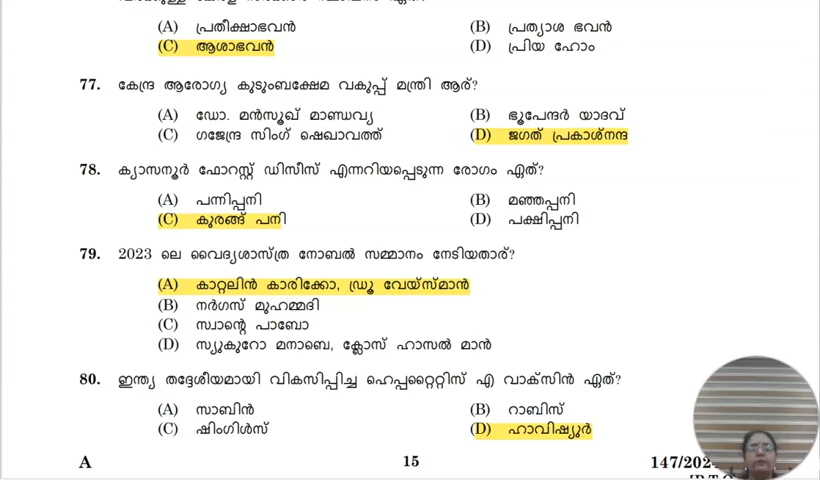 (A) പ്രതീക്ഷാഭവൻ (B) പ്രത്യാശ ഭവൻ
(C) ആശാഭവൻ (D) പ്രിയ ഹോം
77. കേന്ദ്ര ആരോഗ്യ കുടുംബക്ഷേമ വകുപ്പ് മന്ത്രി ആര്?
(A) ഡോ. മൻസൂഖ് മാണ്ഡവ്യ (B) ഭൂപേന്ദർ യാദവ്
(C) ഗജേന്ദ്ര സിംഗ് ഷെഖാവത്ത് (D) ജഗത് പ്രകാശ്നന്ദ
78. ക്യാസനൂർ ഫോറസ്റ്റ് ഡിസീസ് എന്നറിയപ്പെടുന്ന രോഗം ഏത്?
(A) പന്നിപ്പനി (B) മഞ്ഞപ്പനി
(C) കുരങ്ങ് പനി (D) പക്ഷിപ്പനി
79. 2023 ലെ വൈദ്യശാസ്ത്ര നോബൽ സമ്മാനം നേടിയതാര്?
(A) കാറ്റലിൻ കാരിക്കോ, ഡ്രൂ വേയ്സ്മാൻ
(B) നർഗസ് മുഹമ്മദി
(C) സ്വാന്റെ പാബോ
(D) സ്യുകുറോ മനാബെ, ക്ലോസ് ഹാസൽ മാൻ
80. ഇന്ത്യ തദ്ദേശീയമായി വികസിപ്പിച്ച ഹെപ്പറ്റൈറ്റിസ് എ വാക്സിൻ ഏത്?
(A) സാബിൻ (B) റാബിസ്
(C) ഷിംഗിൾസ് (D) ഹാവിഷ്യൂർ
A 15 147/202